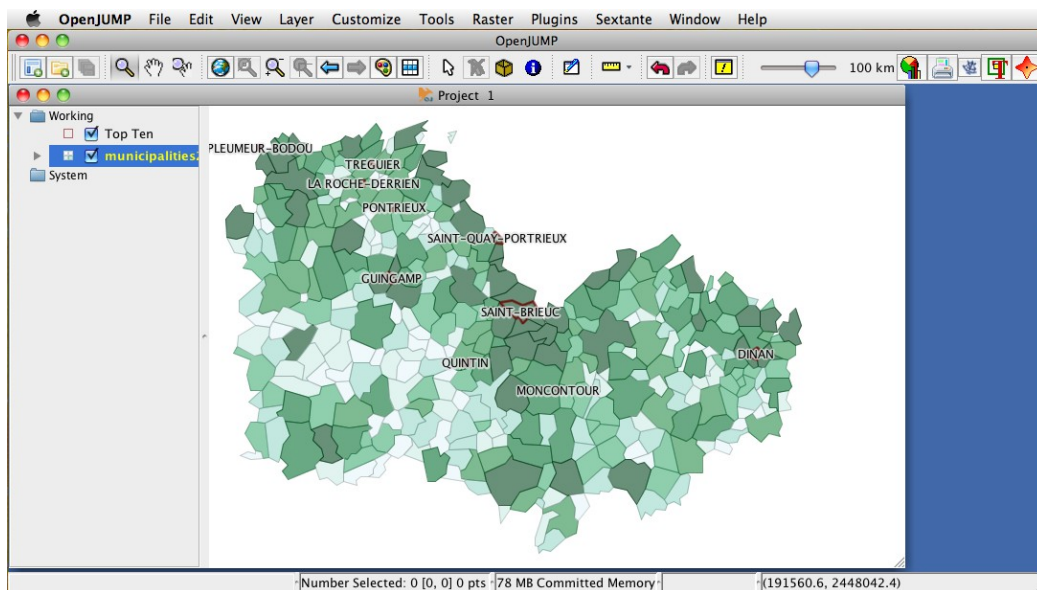 OpenJUMP File Edit View Layer Customize Tools Raster Plugins Sextante Window Help
OpenJUMP
100 km
Project 1
Working
Top Ten
municipalities
System
PLEUMEUR-BODOU
TREGUIER
LA ROCHE-DERRIEN
PONTRIEUX
SAINT-QUAY-PORTRIEUX
GUINGAMP
SAINT-BRIEUC
DINAN
QUINTIN
MONCONTOUR
Number Selected: 0 [0, 0] 0 pts 78 MB Committed Memory (191560.6, 2448042.4)